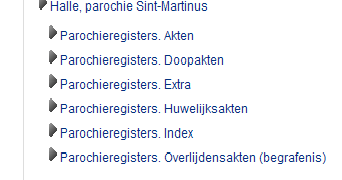 Halle, parochie Sint-Martinus
Parochieregisters. Akten
Parochieregisters. Doopakten
Parochieregisters. Extra
Parochieregisters. Huwelijksakten
Parochieregisters. Index
Parochieregisters. Overlijdensakten (begrafenis)